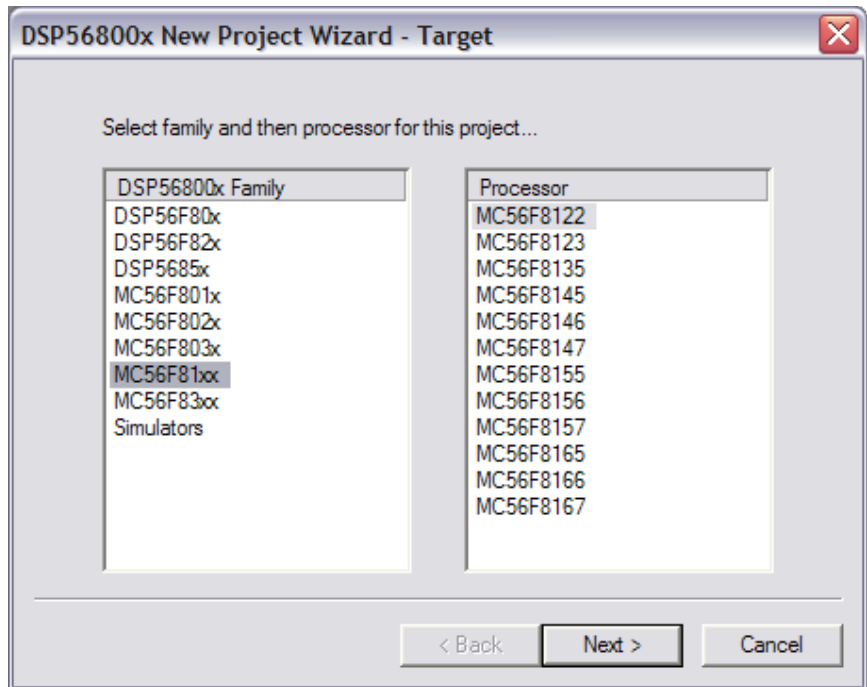 DSP56800x New Project Wizard - Target
Select family and then processor for this project...
DSP56800x Family
DSP56F80x
DSP56F82x
DSP5685x
MC56F801x
MC56F802x
MC56F803x
MC56F81xx
MC56F83xx
Simulators
Processor
MC56F8122
MC56F8123
MC56F8135
MC56F8145
MC56F8146
MC56F8147
MC56F8155
MC56F8156
MC56F8157
MC56F8165
MC56F8166
MC56F8167
< Back
Next >
Cancel